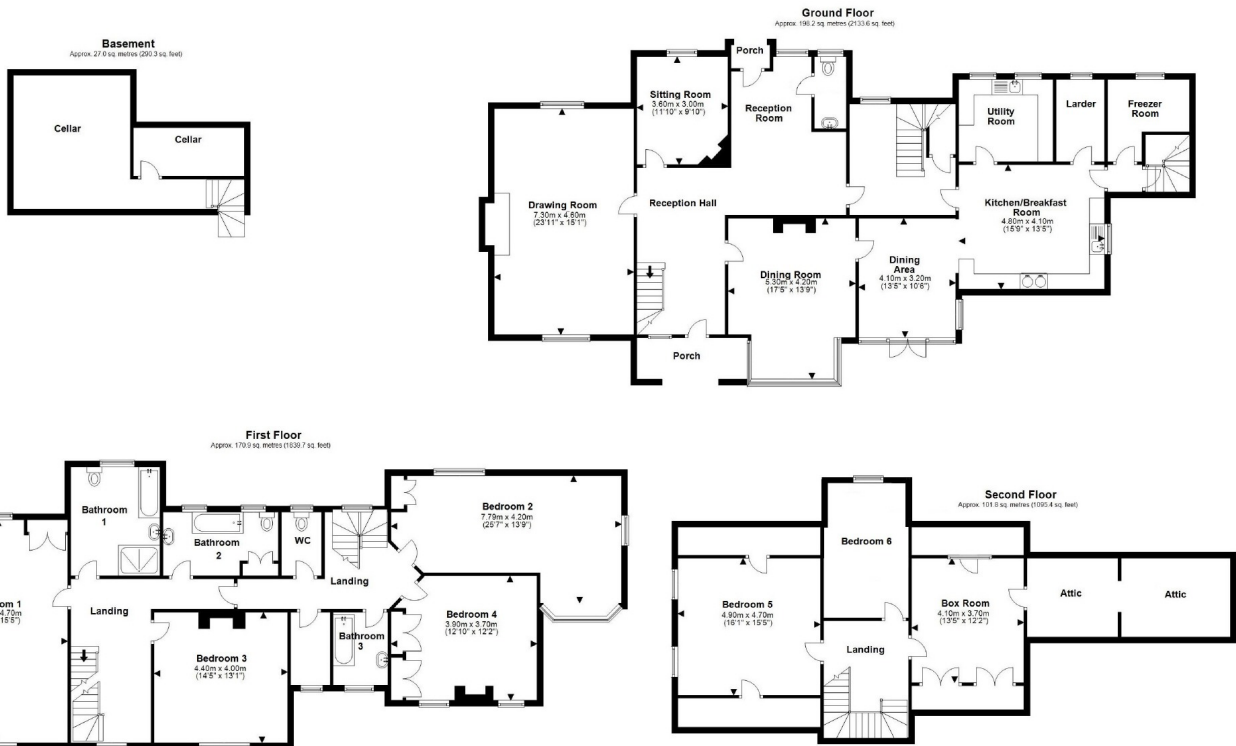 Basement
Approx. 27.0 sq. metres (290.3 sq. feet)
Cellar
Cellar
Ground Floor
Approx. 198.2 sq. metres (2133.6 sq. feet)
Porch
Sitting Room
3.60m x 3.00m
(11'10" x 9'10")
Reception
Room
Utility
Room
Larder
Freezer
Room
Drawing Room
7.30m x 4.60m
(23'11" x 15'1")
Reception Hall
Kitchen/Breakfast
Room
4.80m x 4.10m
(15'9" x 13'5")
Dining Room
5.30m x 4.20m
(17'5" x 13'9")
Dining
Area
4.10m x 3.20m
(13'5" x 10'6")
Porch
First Floor
Approx. 170.9 sq. metres (1839.7 sq. feet)
Bathroom
1
Bathroom
2
WC
Bedroom 2
7.79m x 4.20m
(25'7" x 13'9")
Landing
Landing
om 1
4.70m
15'5")
Bedroom 3
4.40m x 4.00m
(14'5" x 13'1")
Bathroom
3
Bedroom 4
3.90m x 3.70m
(12'10" x 12'2")
Second Floor
Approx. 101.8 sq. metres (1095.4 sq. feet)
Bedroom 6
Bedroom 5
4.90m x 4.70m
(16'1" x 15'5")
Box Room
4.10m x 3.70m
(13'5" x 12'2")
Attic
Attic
Landing